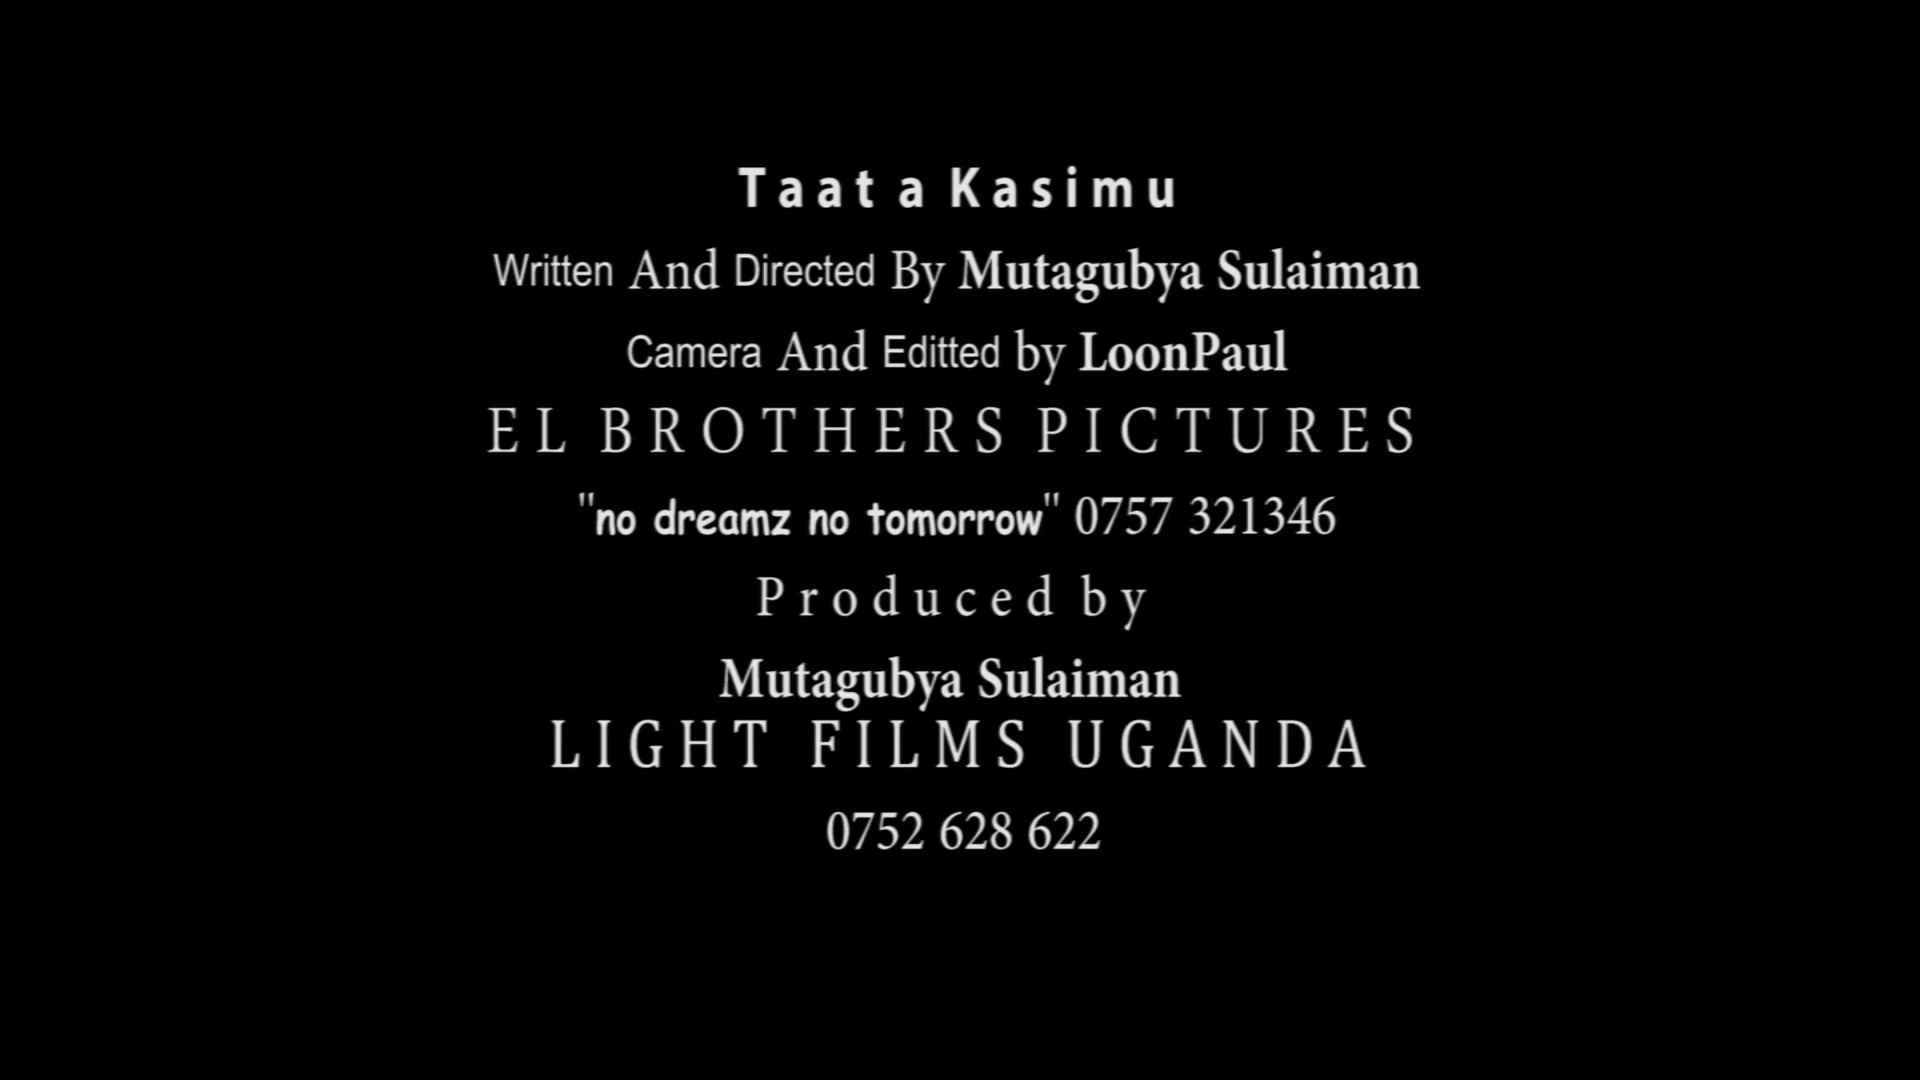 Taata Kasimu
Written And Directed By Mutagubya Sulaiman
Camera And Editted by LoonPaul
EL BROTHERS PICTURES
"no dreamz no tomorrow" 0757 321346
Produced by
Mutagubya Sulaiman
LIGHT FILMS UGANDA
0752 628 622